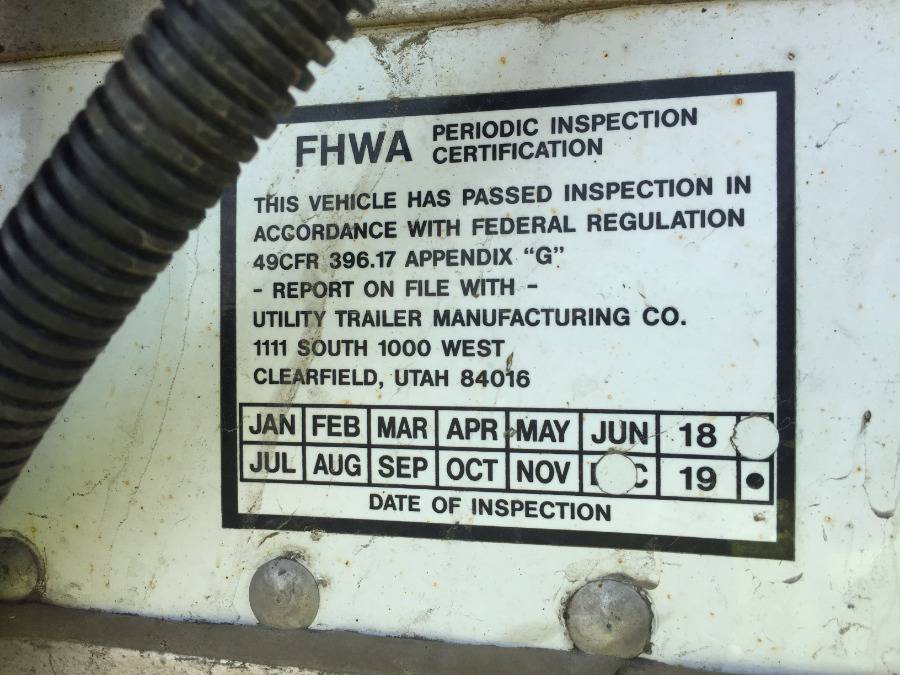 FHWA PERIODIC INSPECTION
CERTIFICATION
THIS VEHICLE HAS PASSED INSPECTION IN
ACCORDANCE WITH FEDERAL REGULATION
49CFR 396.17 APPENDIX “G”
- REPORT ON FILE WITH -
UTILITY TRAILER MANUFACTURING CO.
1111 SOUTH 1000 WEST
CLEARFIELD, UTAH 84016
JAN FEB MAR APR MAY JUN 18
JUL AUG SEP OCT NOV 19
DATE OF INSPECTION